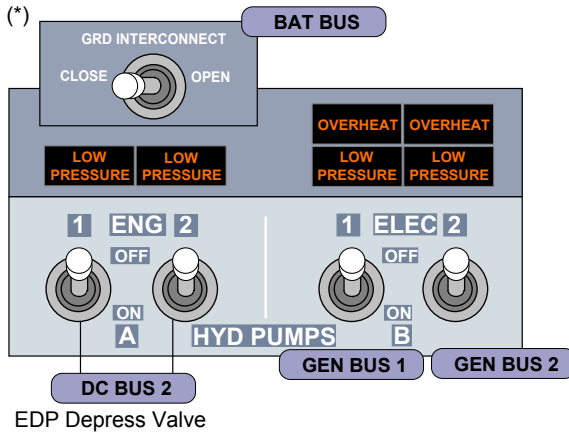 (*)
BAT BUS
GRD INTERCONNECT
CLOSE OPEN
OVERHEAT OVERHEAT
LOW PRESSURE LOW PRESSURE LOW PRESSURE LOW PRESSURE
1 ENG 2 1 ELEC 2
OFF OFF
ON ON
A HYD PUMPS B
GEN BUS 1 GEN BUS 2
DC BUS 2
EDP Depress Valve